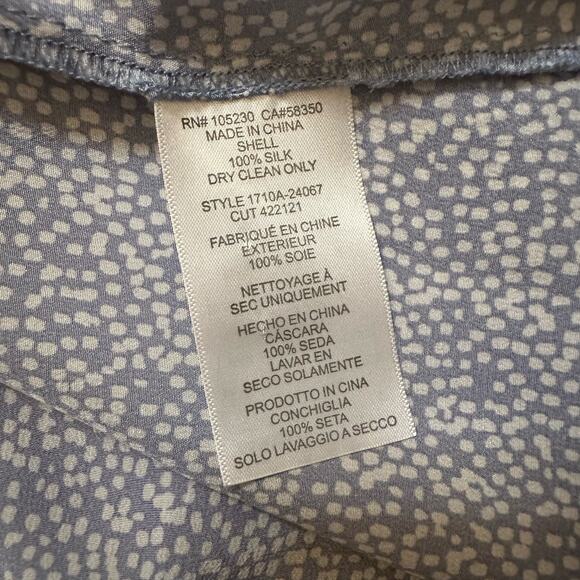 RN# 105230 CA#58350
MADE IN CHINA
SHELL
100% SILK
DRY CLEAN ONLY
STYLE 1710A-24067
CUT 422121
FABRIQUÉ EN CHINE
EXTERIEUR
100% SOIE
NETTOYAGE À
SEC UNIQUEMENT
HECHO EN CHINA
CÁSCARA
100% SEDA
LAVAR EN
SECO SOLAMENTE
PRODOTTO IN CINA
CONCHIGLIA
100% SETA
SOLO LAVAGGIO A SECCO